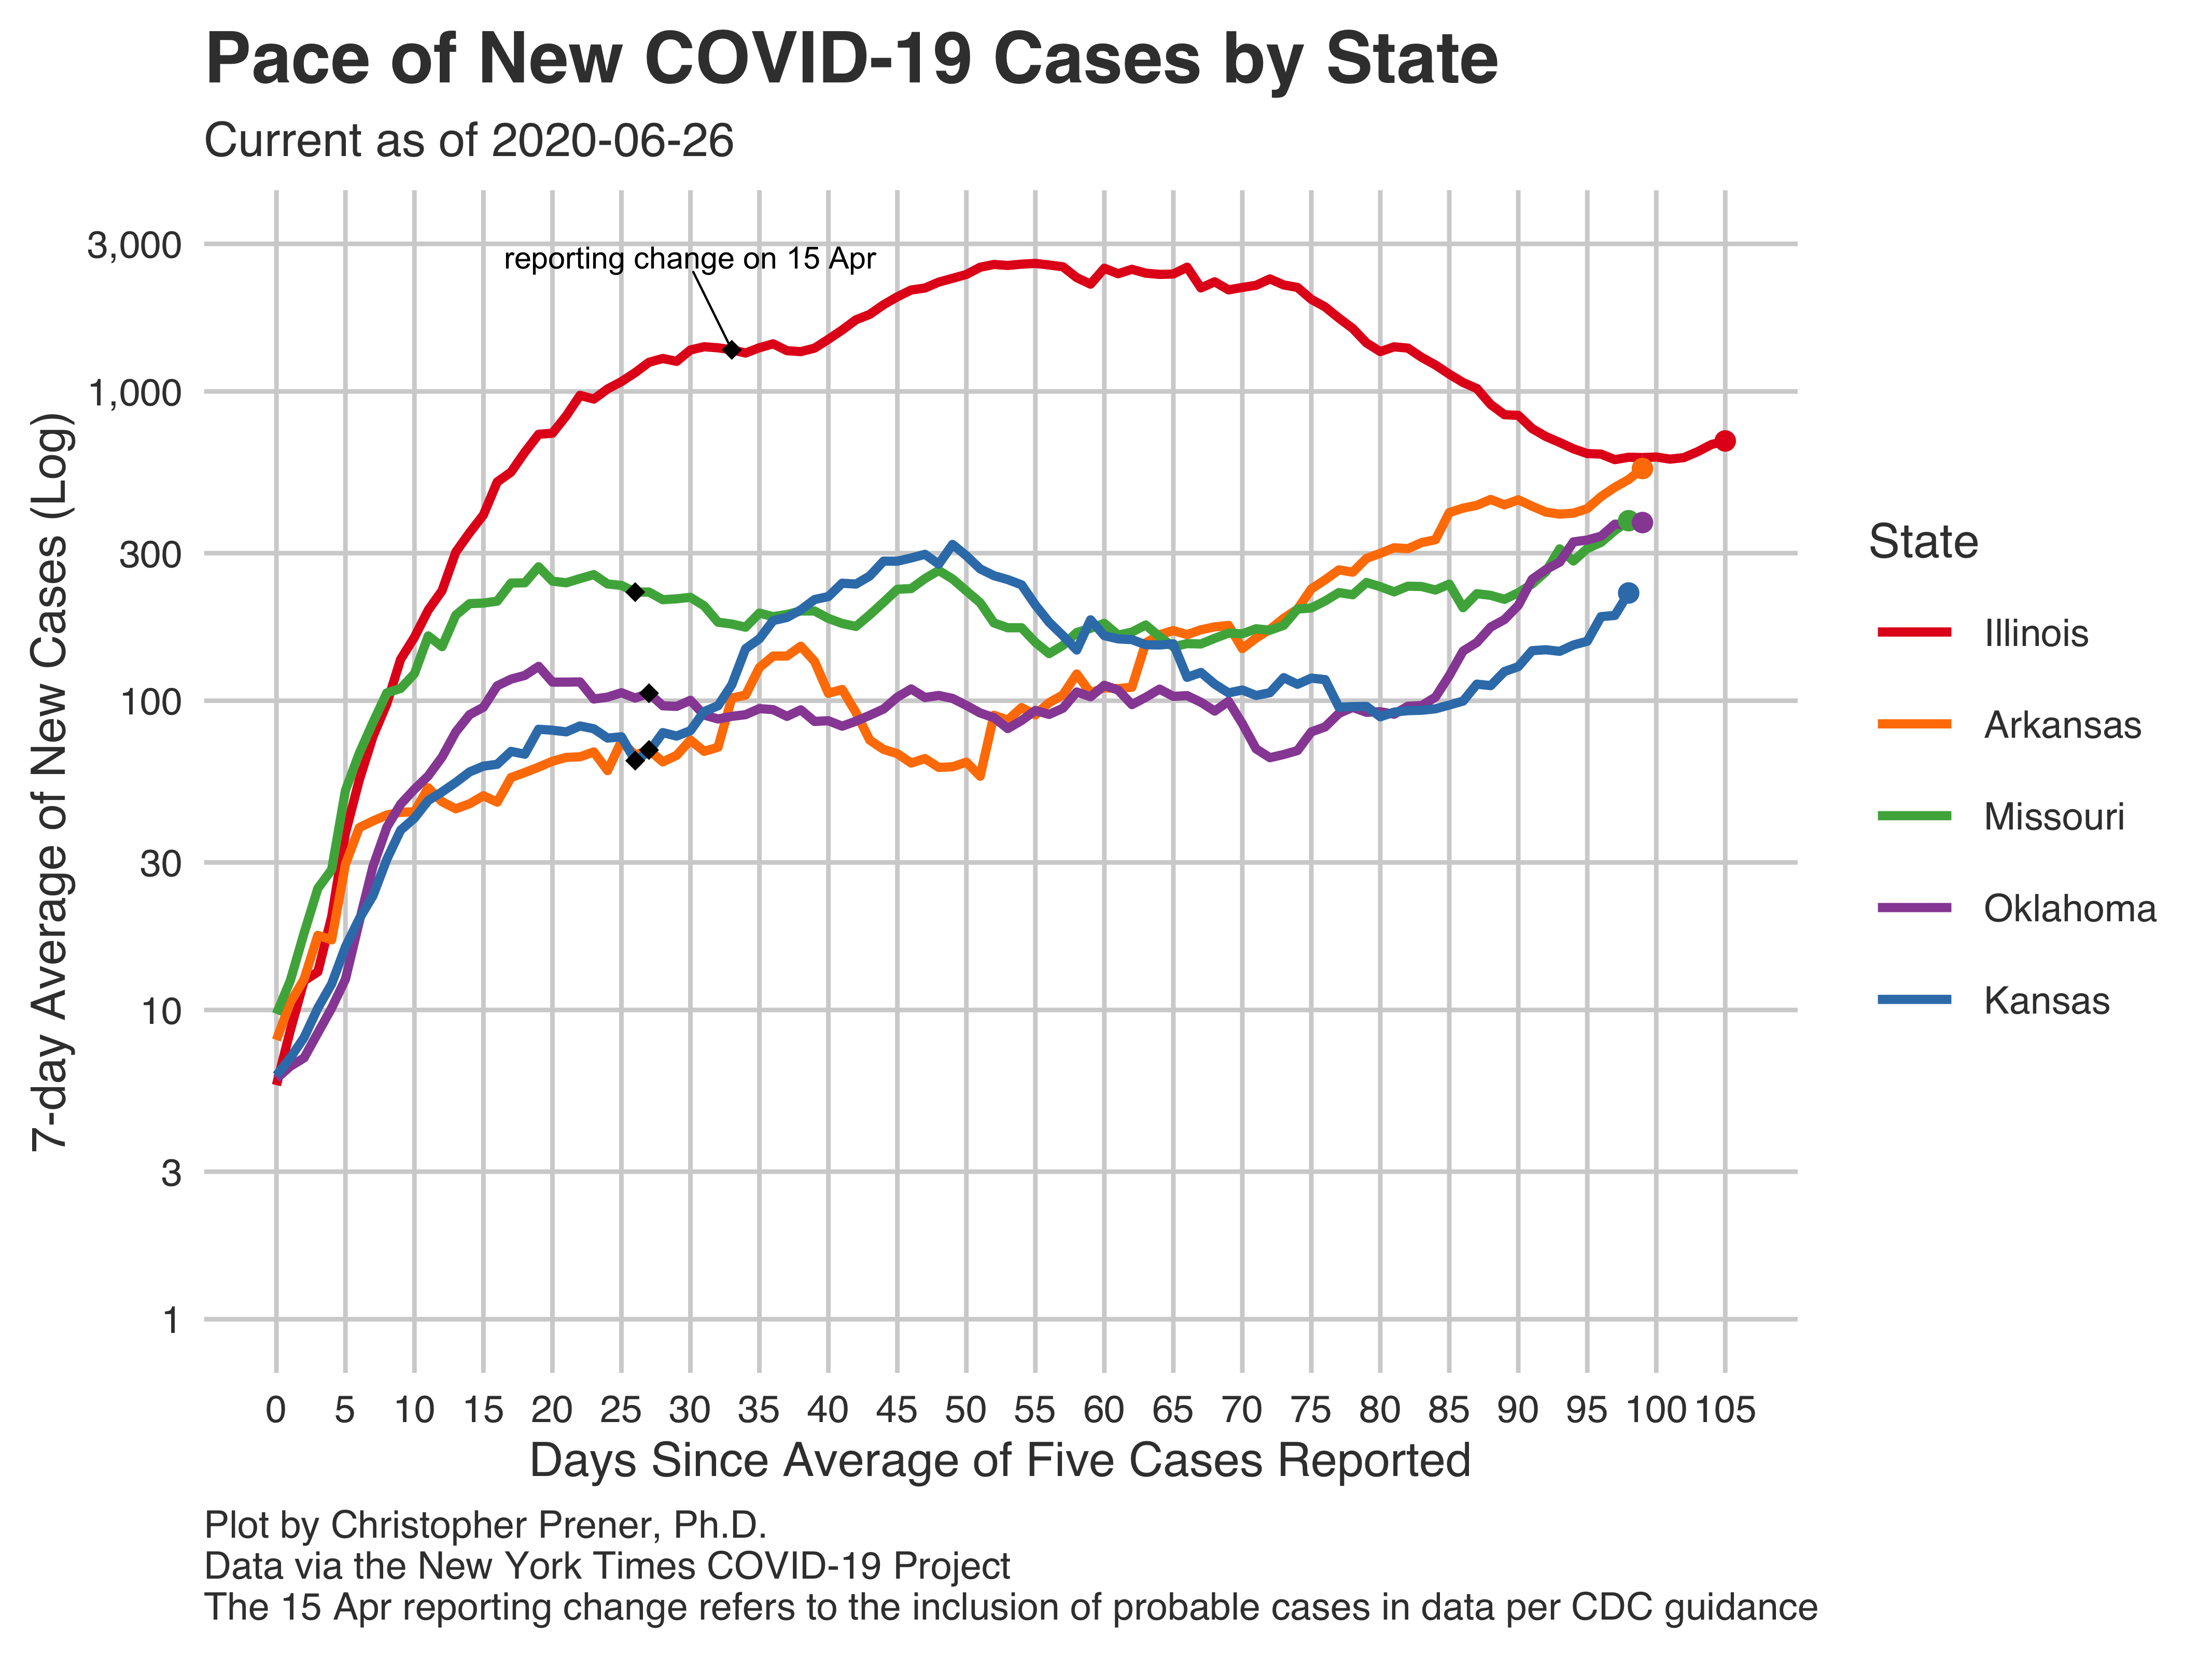 Pace of New COVID-19 Cases by State
Current as of 2020-06-26
7-day Average of New Cases (Log)
3,000
1,000
300
100
30
10
3
1
reporting change on 15 Apr
0 5 10 15 20 25 30 35 40 45 50 55 60 65 70 75 80 85 90 95 100 105
Days Since Average of Five Cases Reported
State
Illinois
Arkansas
Missouri
Oklahoma
Kansas
Plot by Christopher Prener, Ph.D.
Data via the New York Times COVID-19 Project
The 15 Apr reporting change refers to the inclusion of probable cases in data per CDC guidance